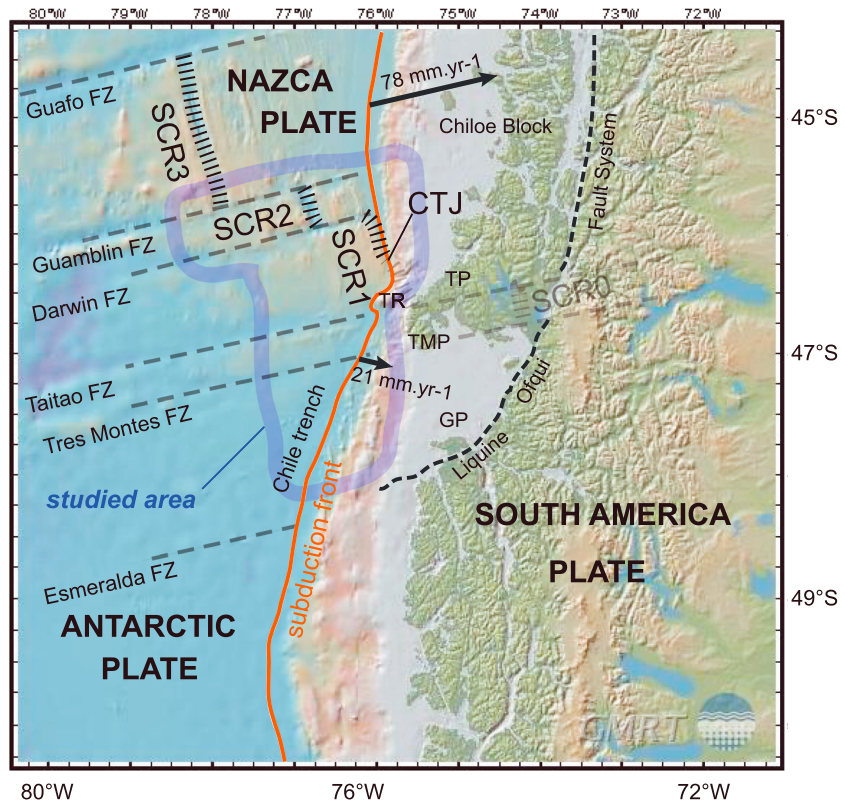 80°W 79°W 78°W 77°W 76°W 75°W 74°W 73°W 72°W
NAZCA
PLATE
78 mm.yr-1
Guafo FZ
SCR3
Chiloe Block
45°S
Fault System
CTJ
SCR2
SCR1
Guamblin FZ
Darwin FZ
TP
SCR0
TR
TMP
47°S
21 mm.yr-1
Taitao FZ
Tres Montes FZ
Ofqui
GP
Liquine
Chile trench
studied area
subduction front
SOUTH AMERICA
PLATE
Esmeralda FZ
49°S
ANTARCTIC
PLATE
GMRT
80°W 76°W 72°W